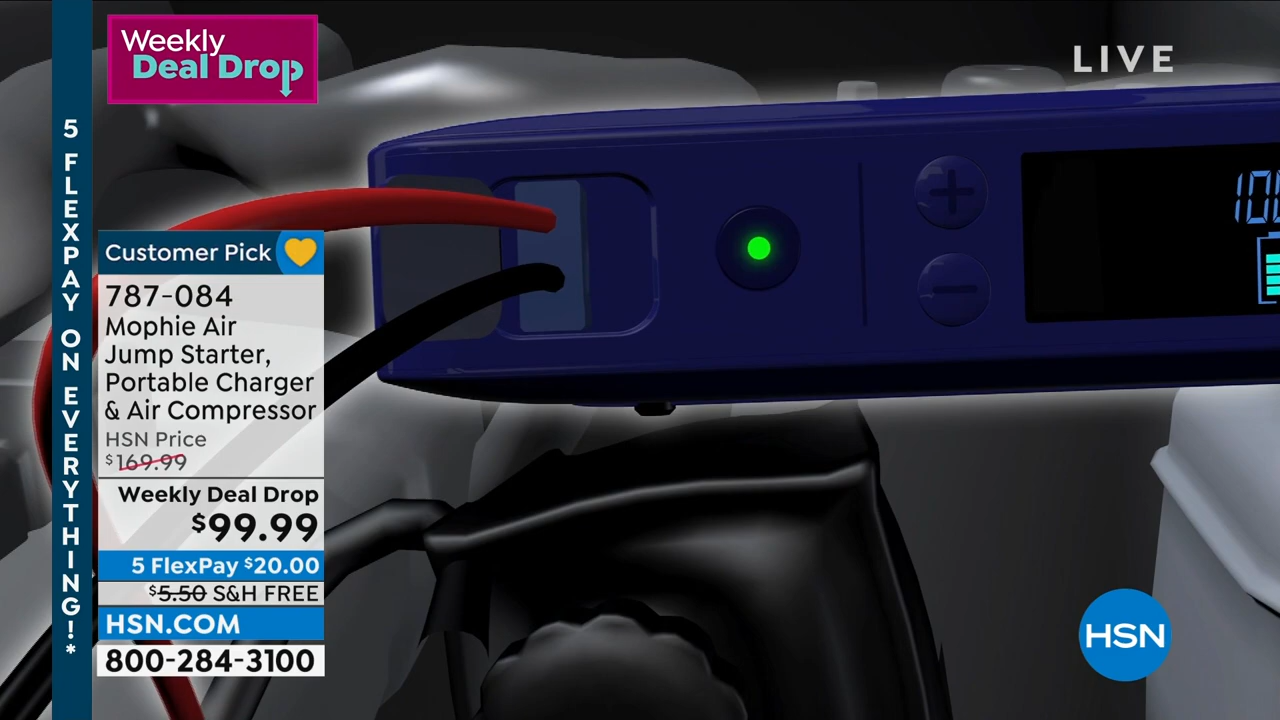 Weekly
Deal Drop
LIVE
5 FLEXPAY ON EVERYTHING!*
Customer Pick
787-084
Mophie Air
Jump Starter,
Portable Charger
& Air Compressor
HSN Price
$169.99
Weekly Deal Drop
$99.99
5 FlexPay $20.00
$5.50 S&H FREE
HSN.COM
800-284-3100
+
−
HSN